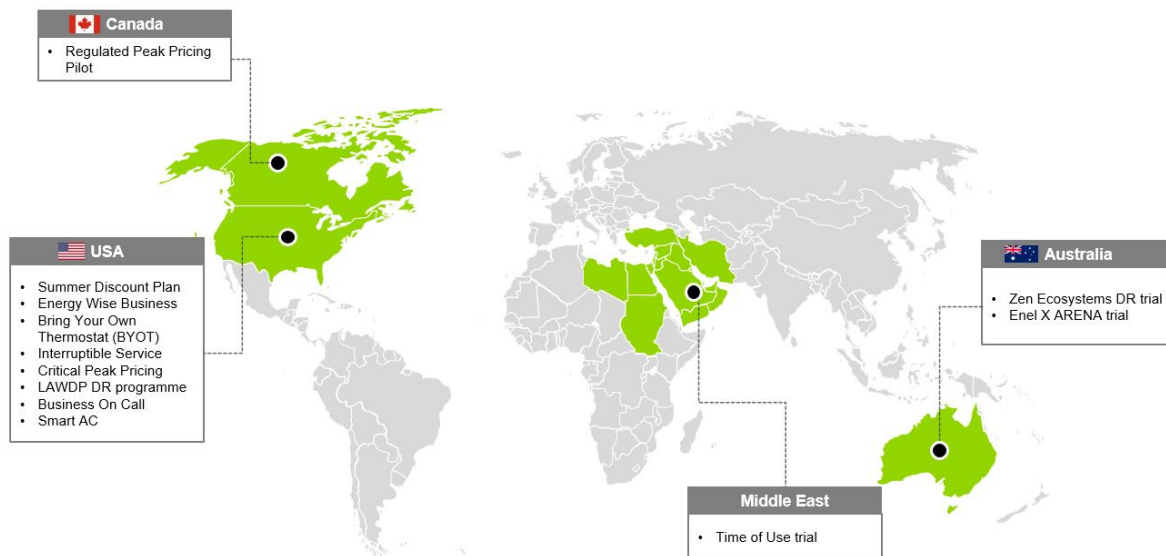 Canada
• Regulated Peak Pricing
Pilot
USA
• Summer Discount Plan
• Energy Wise Business
• Bring Your Own
Thermostat (BYOT)
• Interruptible Service
• Critical Peak Pricing
• LAWDP DR programme
• Business On Call
• Smart AC
Australia
• Zen Ecosystems DR trial
• Enel X ARENA trial
Middle East
• Time of Use trial